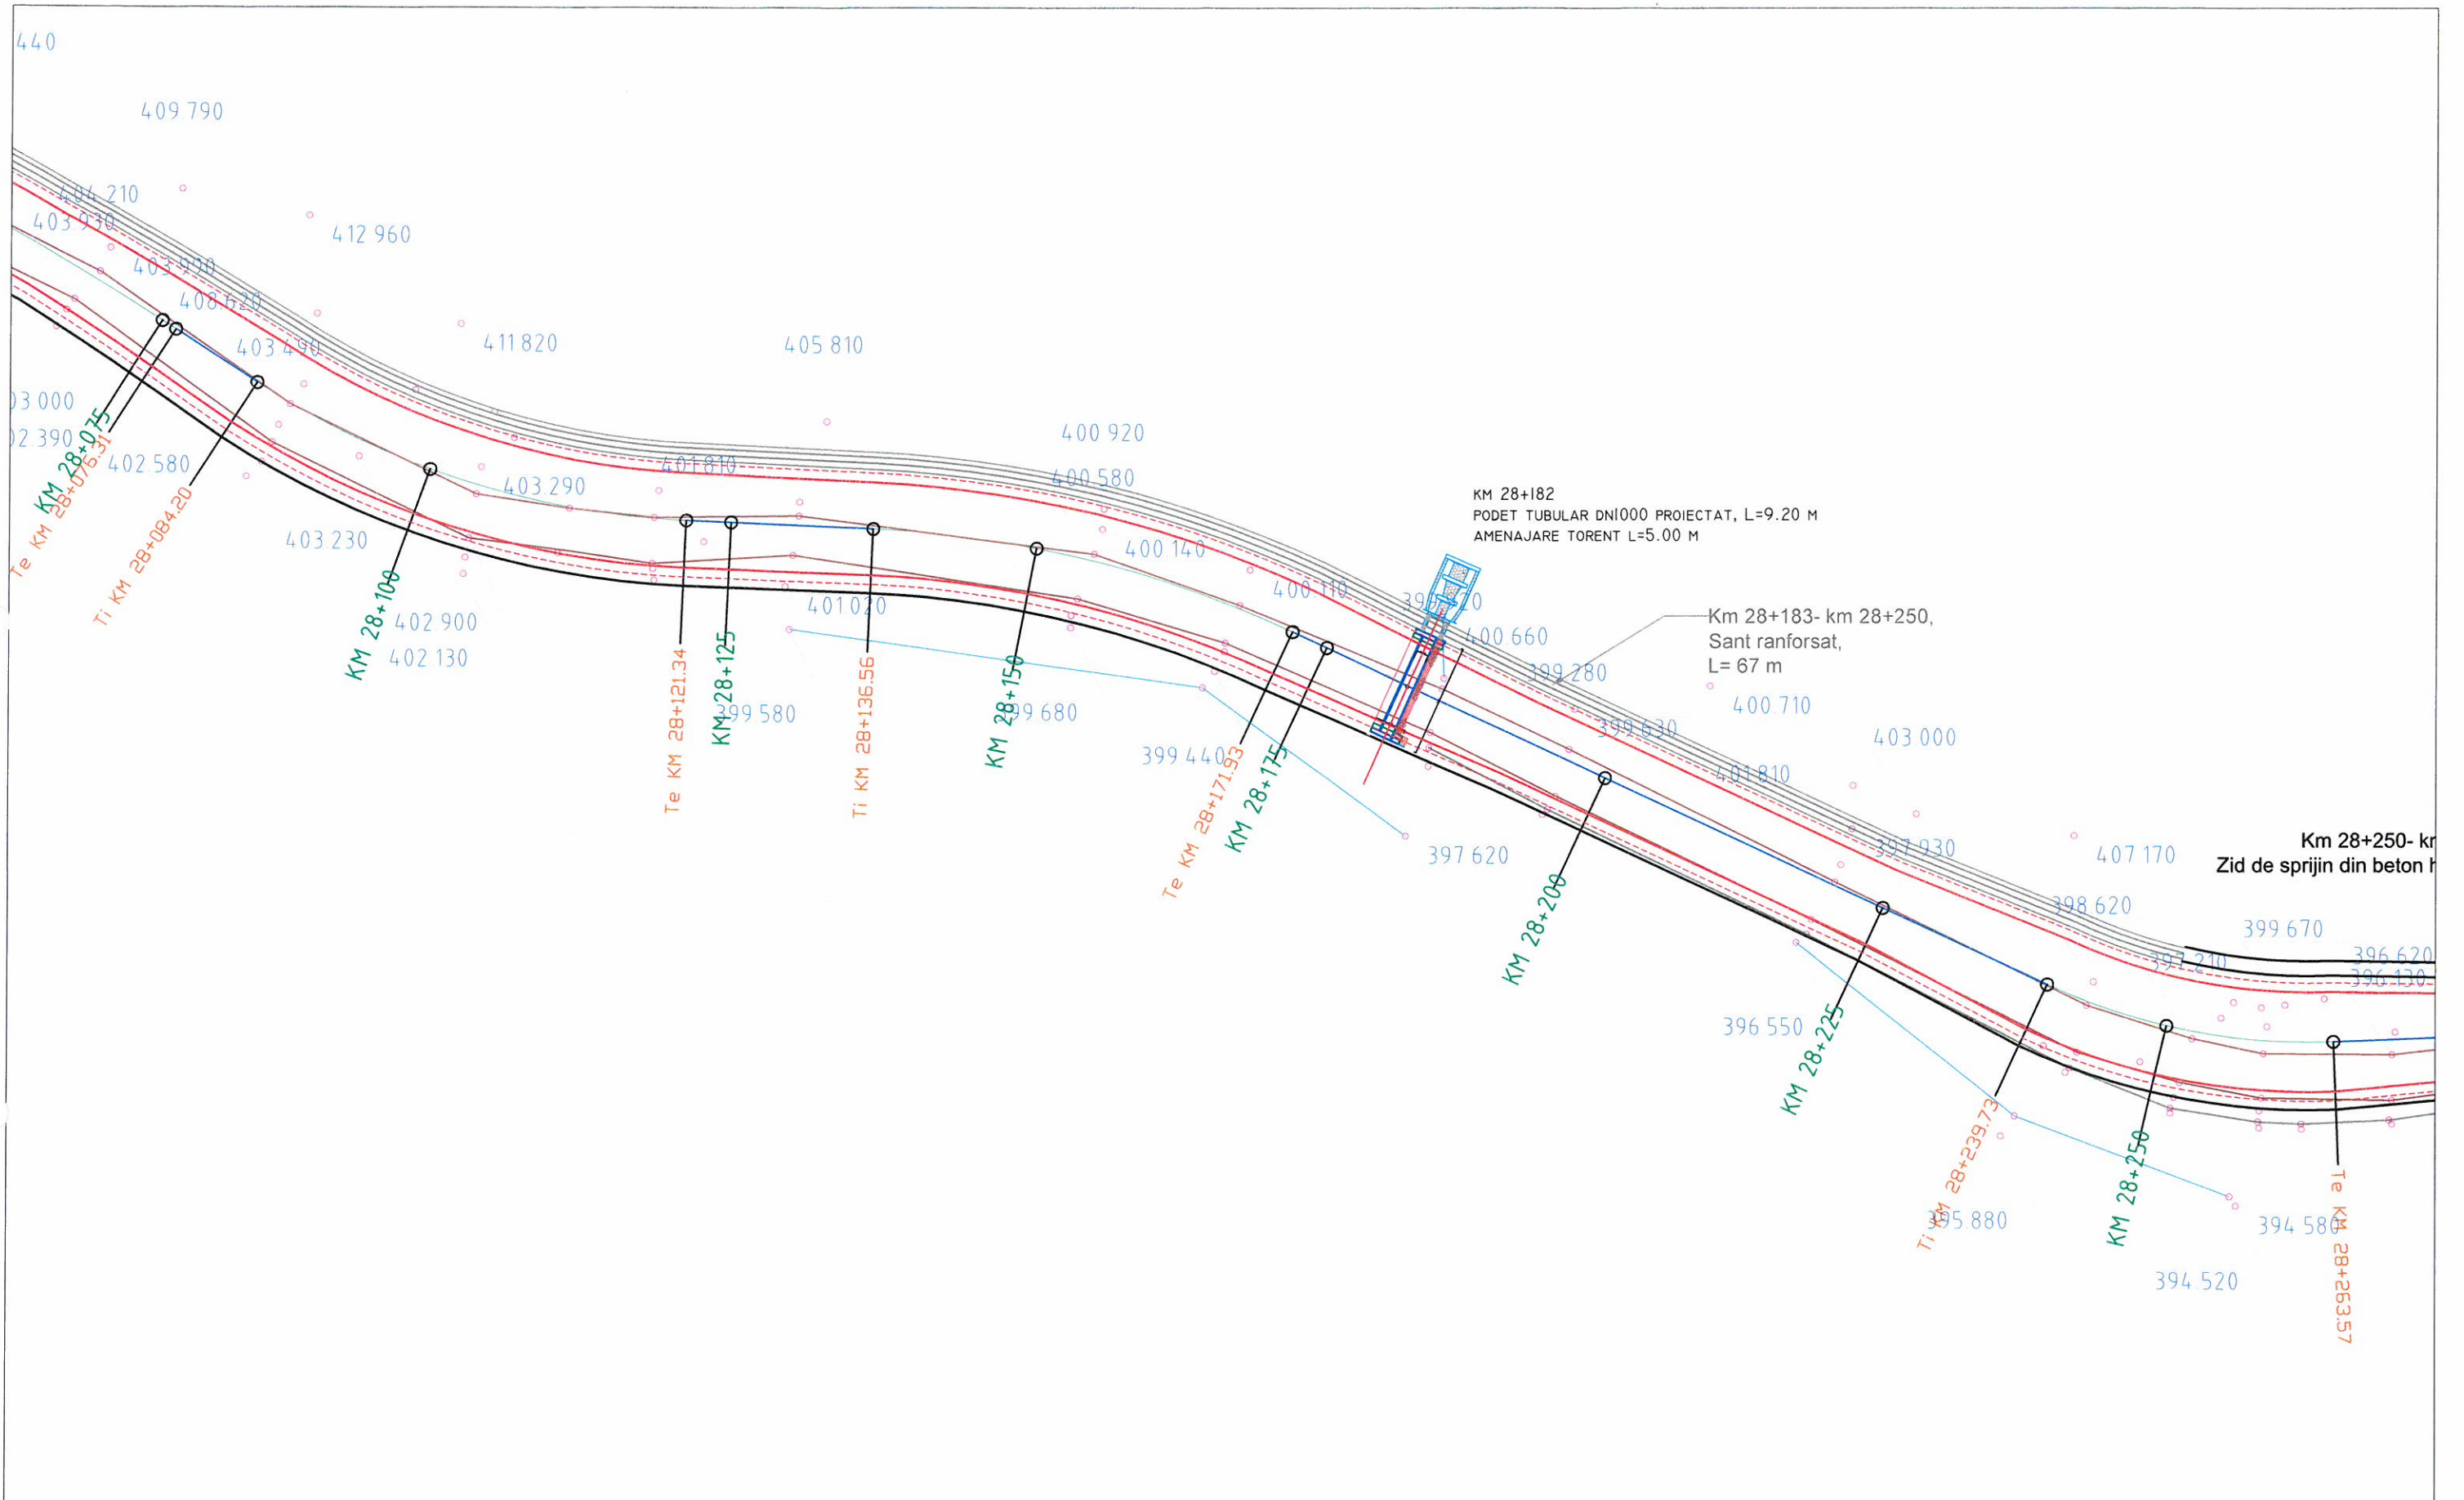 440
409 790
404 210
403 930
412 960
403 990
408 620
403 490
411 820
405 810
03 000
02 390
402 580
KM 28+075
Te KM 28+076.31
Ti KM 28+084.20
400 920
401 810
400 580
403 290
403 230
400 140
KM 28+182
PODET TUBULAR DN1000 PROIECTAT, L=9.20 M
AMENAJARE TORENT L=5.00 M
400 110
401 020
402 900
402 130
KM 28+100
400 660
Km 28+183- km 28+250,
Sant ranforsat,
L= 67 m
399 280
400 710
Te KM 28+121.34
KM 28+125
399 580
Ti KM 28+136.56
KM 28+150
399 680
399 440
399 630
403 000
401 810
Te KM 28+171.93
KM 28+175
397 620
397 930
407 170
Km 28+250- k
Zid de sprijin din beton
KM 28+200
398 620
399 670
396 620
397 210
396 130
396 550
KM 28+225
Ti KM 28+239.73
395 880
KM 28+250
394 580
394 520
Te KM 28+263.57